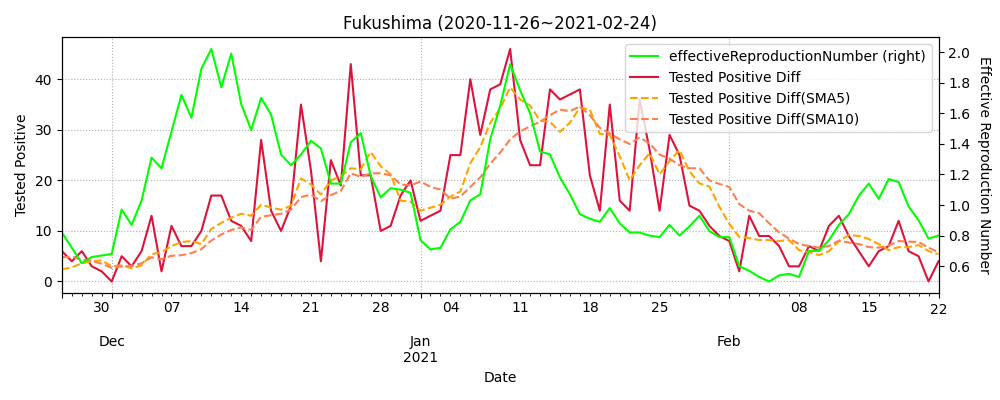 Fukushima (2020-11-26~2021-02-24)
effectiveReproductionNumber (right)
Tested Positive Diff
Tested Positive Diff(SMA5)
Tested Positive Diff(SMA10)
Tested Positive
40
30
20
10
0
2.0
1.8
1.6
1.4
1.2
1.0
0.8
0.6
Effective Reproduction Number
30 07 14 21 28 04 11 18 25 08 15 22
Dec Jan Feb
2021
Date